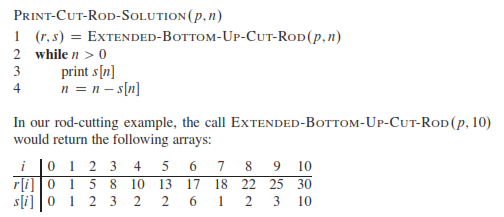 PRINT-CUT-ROD-SOLUTION(p, n)
1 (r, s) = EXTENDED-BOTTOM-UP-CUT-ROD(p, n)
2 while n > 0
3 print s[n]
4 n = n – s[n]
In our rod-cutting example, the call EXTENDED-BOTTOM-UP-CUT-ROD(p, 10)
would return the following arrays:
i 0 1 2 3 4 5 6 7 8 9 10
r[i] 0 1 5 8 10 13 17 18 22 25 30
s[i] 0 1 2 3 2 2 6 1 2 3 10